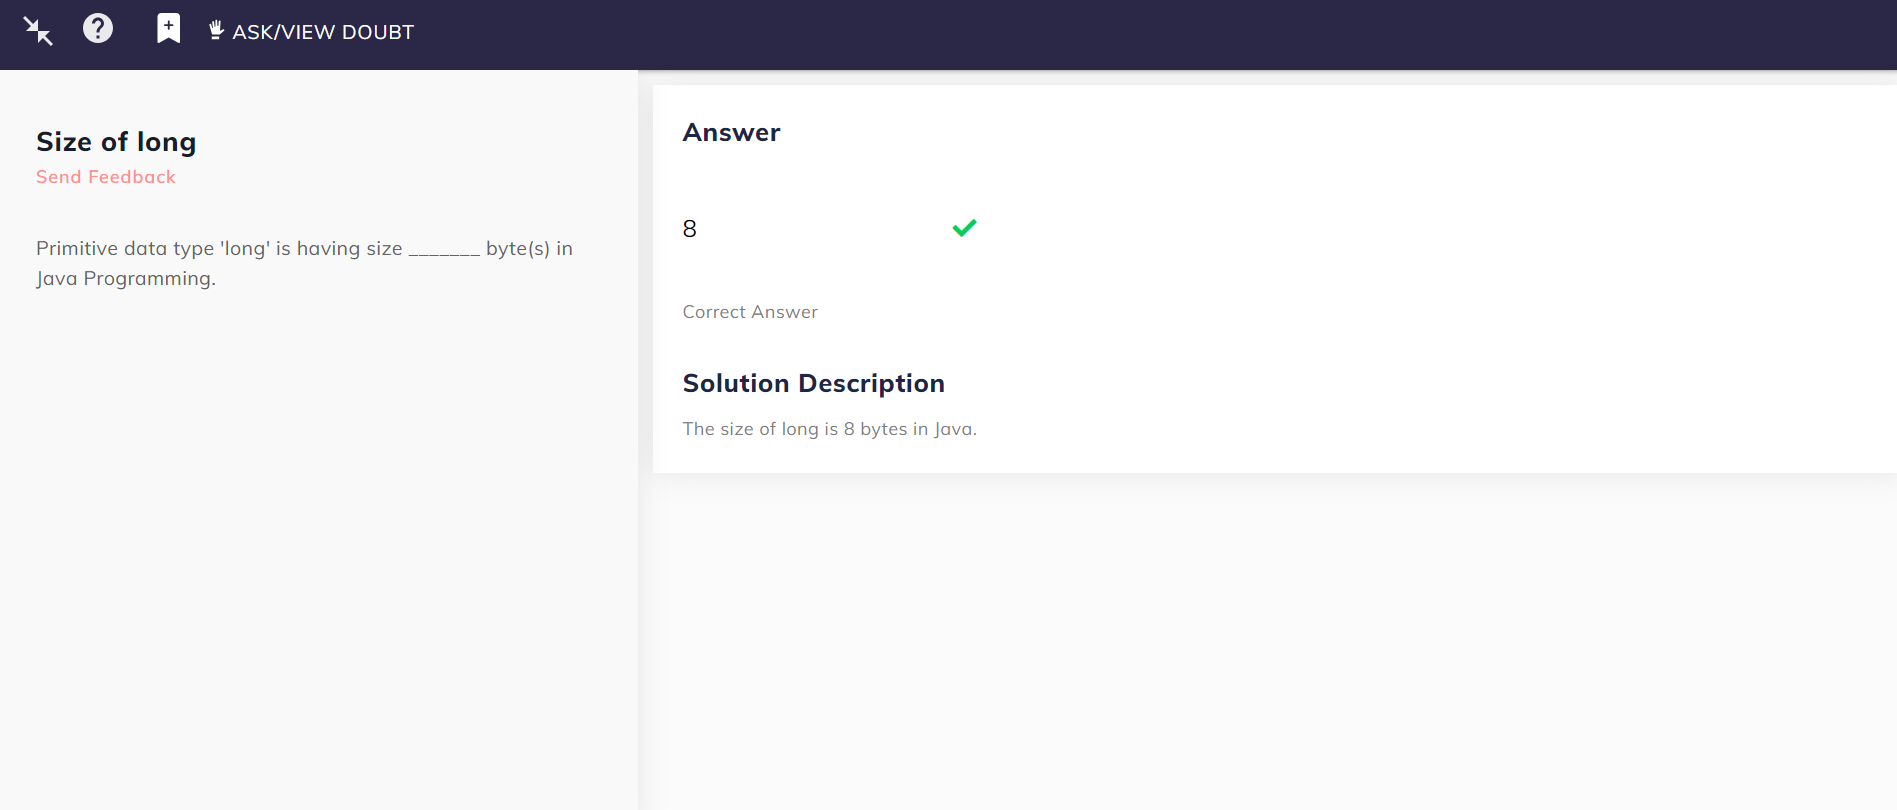 ASK/VIEW DOUBT
Size of long
Send Feedback
Primitive data type 'long' is having size _______ byte(s) in
Java Programming.
Answer
8
Correct Answer
Solution Description
The size of long is 8 bytes in Java.